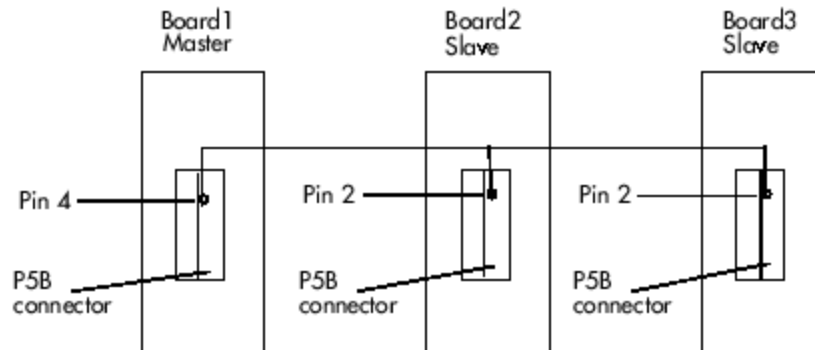 Board1
Master
Board2
Slave
Board3
Slave
Pin 4
Pin 2
Pin 2
P5B
connector
P5B
connector
P5B
connector